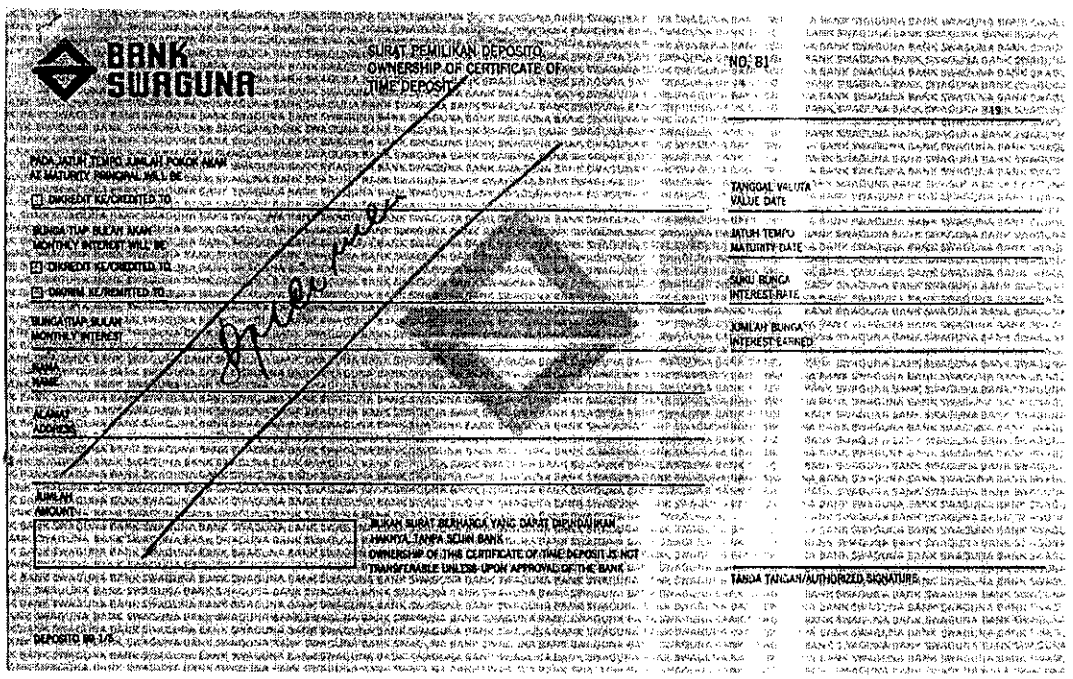 BANK
SWAGUNA
SURAT PEMILIKAN DEPOSITO
OWNERSHIP OF CERTIFICATE OF
TIME DEPOSIT
NO. 81
19
PADA JATUH TEMPO JUMLAH POKOK AKAN
AT MATURITY PRINCIPAL WILL BE
DIKREDIT KE/CREDITED TO
BUNGA TIAP BULAN AKAN
MONTHLY INTEREST WILL BE
DIKREDIT KE/CREDITED TO
DIKIRIM KE/REMITTED TO
BUNGA TIAP BULAN
MONTHLY INTEREST
NAMA
NAME
ALAMAT
ADDRESS
JUMLAH
AMOUNT
TANGGAL VALUTA
VALUE DATE
JATUH TEMPO
MATURITY DATE
SUKU BUNGA
INTEREST RATE
JUMLAH BUNGA
INTEREST EARNED
BUKAN SURAT BERHARGA YANG DAPAT DIPINDAHKAN
HAKNYA TANPA SEIJIN BANK
OWNERSHIP OF THIS CERTIFICATE OF TIME DEPOSIT IS NOT
TRANSFERABLE UNLESS UPON APPROVAL OF THE BANK
TANDA TANGAN/AUTHORIZED SIGNATURE